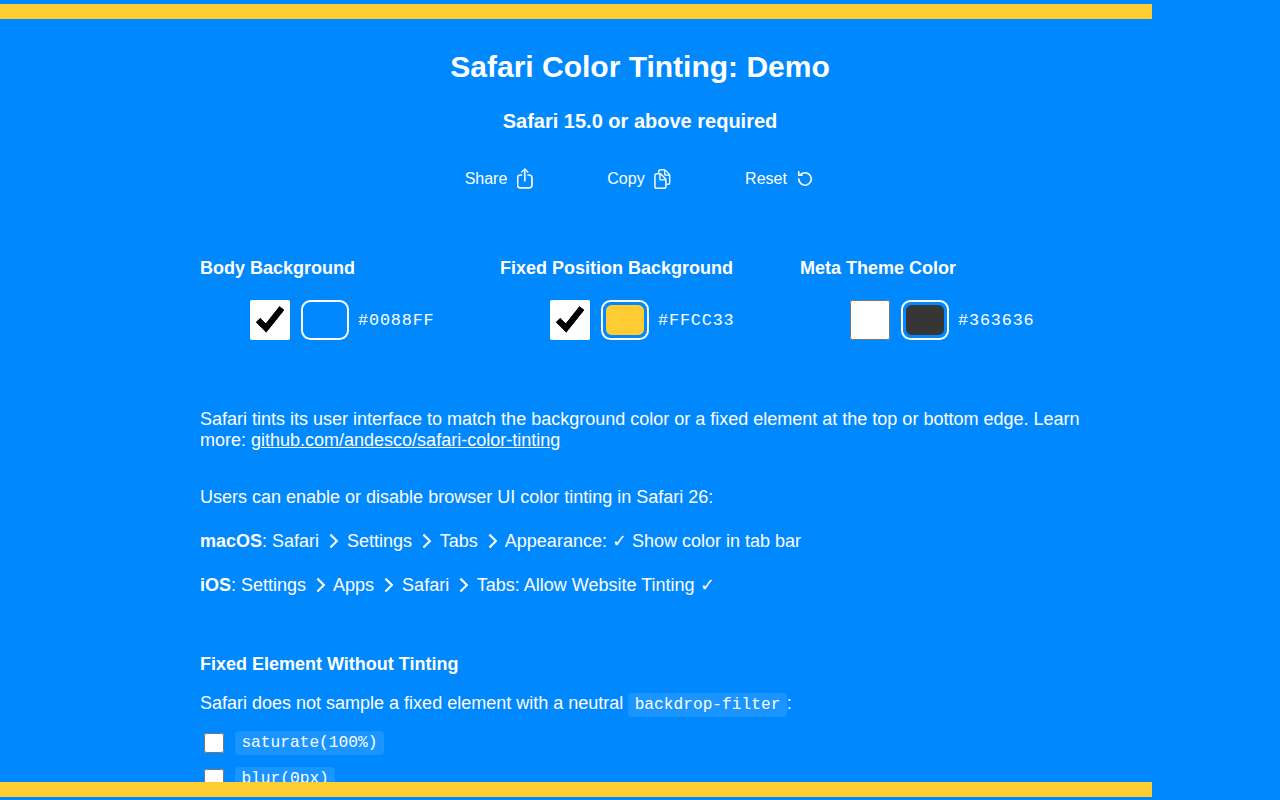 Safari Color Tinting: Demo
Safari 15.0 or above required
Share Copy Reset
Body Background Fixed Position Background Meta Theme Color
#0088FF #FFCC33 #363636
Safari tints its user interface to match the background color or a fixed element at the top or bottom edge. Learn
more: github.com/andesco/safari-color-tinting
Users can enable or disable browser UI color tinting in Safari 26:
macOS: Safari > Settings > Tabs > Appearance: ✓ Show color in tab bar
iOS: Settings > Apps > Safari > Tabs: Allow Website Tinting ✓
Fixed Element Without Tinting
Safari does not sample a fixed element with a neutral backdrop-filter:
saturate(100%)
blur(0px)